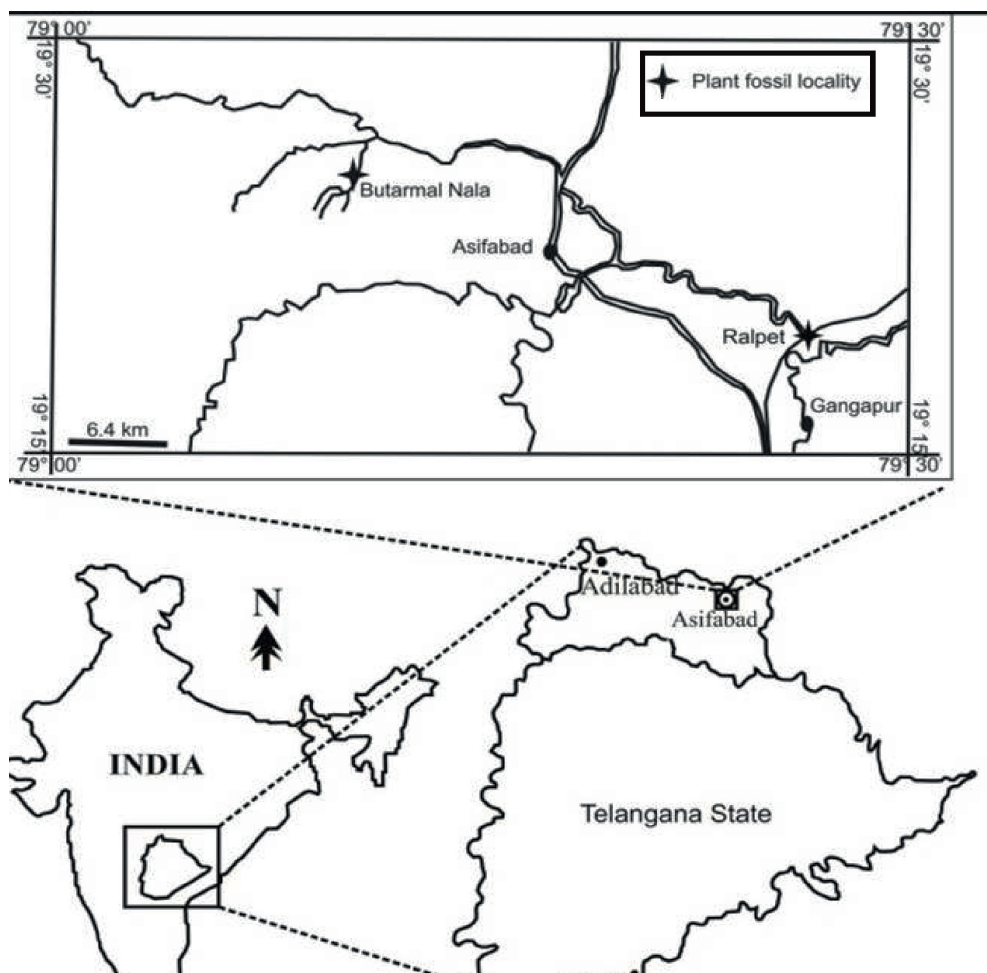 79° 00'
79° 30'
19° 30'
19° 30'
Plant fossil locality
Butarmal Nala
Asifabad
Ralpet
Gangapur
6.4 km
19° 15'
19° 15'
79° 00'
79° 30'
N
Adilabad
Asifabad
INDIA
Telangana State